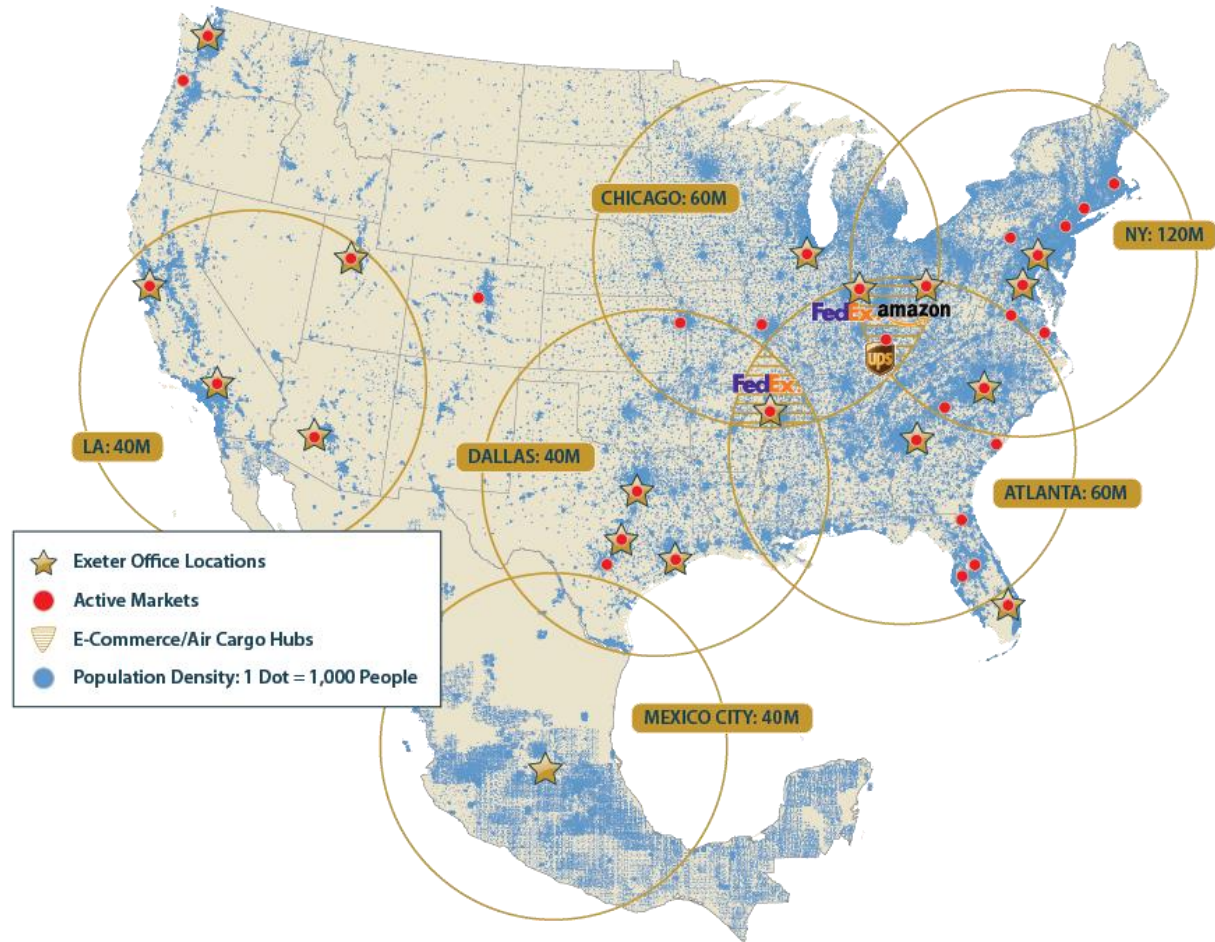 CHICAGO: 60M
NY: 120M
FedEx amazon
ups
FedEx
LA: 40M
DALLAS: 40M
ATLANTA: 60M
Exeter Office Locations
Active Markets
E-Commerce/Air Cargo Hubs
Population Density: 1 Dot = 1,000 People
MEXICO CITY: 40M